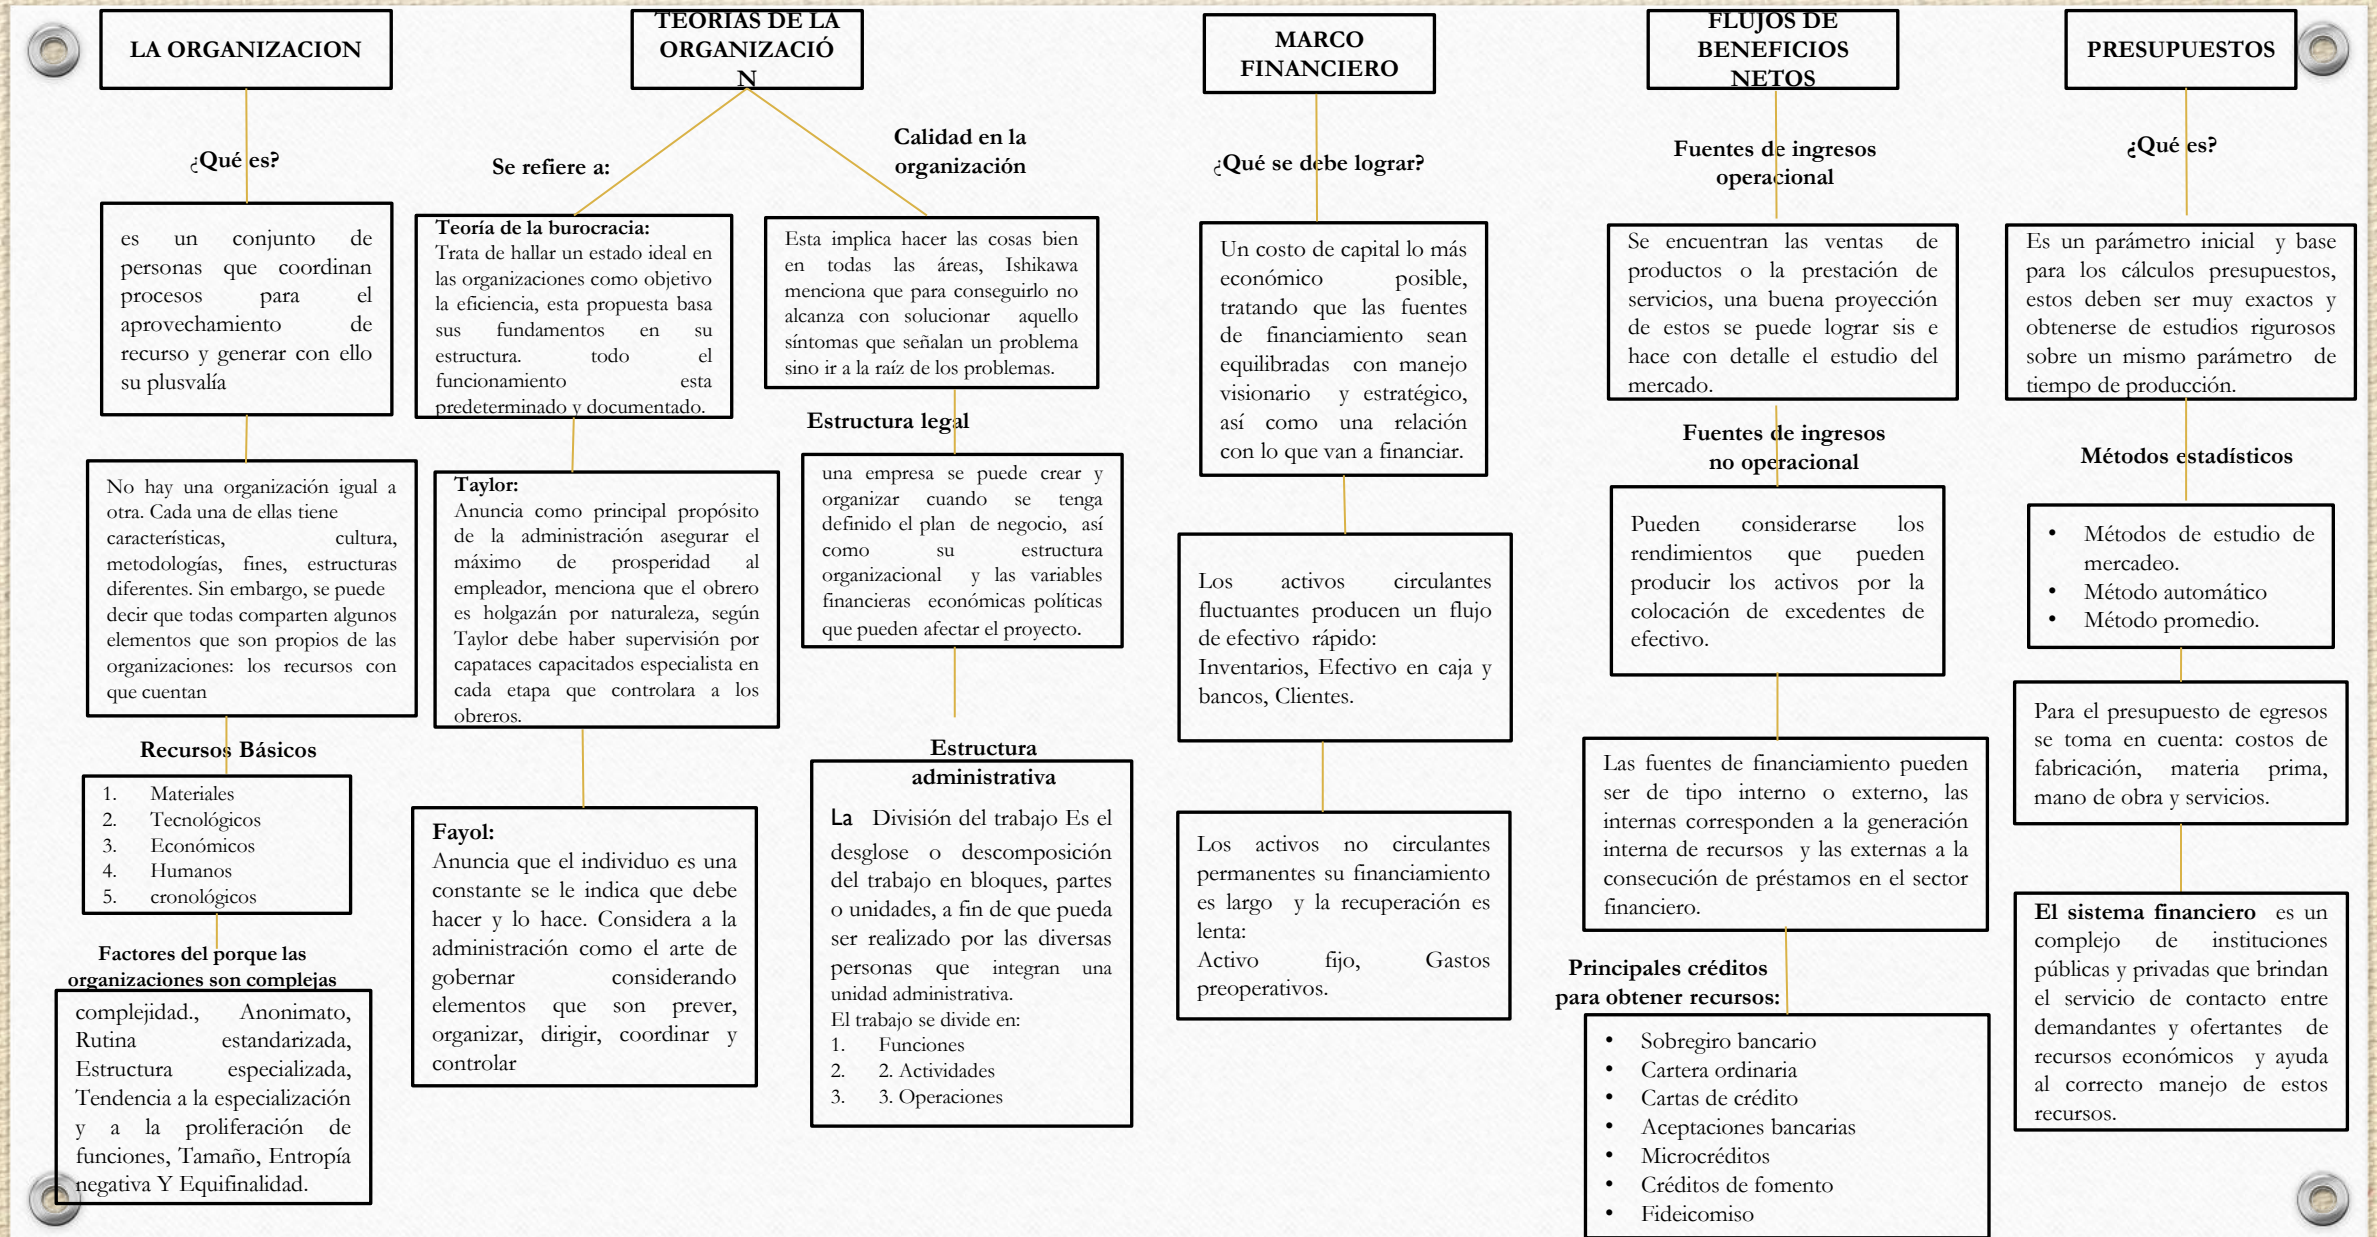 LA ORGANIZACION
¿Qué es?
es un conjunto de
personas que coordinan
procesos para el
aprovechamiento de
recurso y generar con ello
su plusvalía
No hay una organización igual a
otra. Cada una de ellas tiene
características, cultura,
metodologías, fines, estructuras
diferentes. Sin embargo, se puede
decir que todas comparten algunos
elementos que son propios de las
organizaciones: los recursos con
que cuentan
Recursos Básicos
1. Materiales
2. Tecnológicos
3. Económicos
4. Humanos
5. cronológicos
Factores del porque las
organizaciones son complejas
complejidad., Anonimato,
Rutina estandarizada,
Estructura especializada,
Tendencia a la especialización
y a la proliferación de
funciones, Tamaño, Entropía
negativa Y Equifinalidad.
TEORIAS DE LA
ORGANIZACIÓ
N
Se refiere a:
Teoría de la burocracia:
Trata de hallar un estado ideal en
las organizaciones como objetivo
la eficiencia, esta propuesta basa
sus fundamentos en su
estructura. todo el
funcionamiento esta
predeterminado y documentado.
Taylor:
Anuncia como principal propósito
de la administración asegurar el
máximo de prosperidad al
empleador, menciona que el obrero
es holgazán por naturaleza, según
Taylor debe haber supervisión por
capataces capacitados especialista en
cada etapa que controlara a los
obreros.
Fayol:
Anuncia que el individuo es una
constante se le indica que debe
hacer y lo hace. Considera a la
administración como el arte de
gobernar considerando
elementos que son prever,
organizar, dirigir, coordinar y
controlar
Calidad en la
organización
Esta implica hacer las cosas bien
en todas las áreas, Ishikawa
menciona que para conseguirlo no
alcanza con solucionar aquello
síntomas que señalan un problema
sino ir a la raíz de los problemas.
Estructura legal
una empresa se puede crear y
organizar cuando se tenga
definido el plan de negocio, así
como su estructura
organizacional y las variables
financieras económicas políticas
que pueden afectar el proyecto.
Estructura
administrativa
La División del trabajo Es el
desglose o descomposición
del trabajo en bloques, partes
o unidades, a fin de que pueda
ser realizado por las diversas
personas que integran una
unidad administrativa.
El trabajo se divide en:
1. Funciones
2. 2. Actividades
3. 3. Operaciones
MARCO
FINANCIERO
¿Qué se debe lograr?
Un costo de capital lo más
económico posible,
tratando que las fuentes
de financiamiento sean
equilibradas con manejo
visionario y estratégico,
así como una relación
con lo que van a financiar.
Los activos circulantes
fluctuantes producen un flujo
de efectivo rápido:
Inventarios, Efectivo en caja y
bancos, Clientes.
Los activos no circulantes
permanentes su financiamiento
es largo y la recuperación es
lenta:
Activo fijo, Gastos
preoperativos.
FLUJOS DE
BENEFICIOS
NETOS
Fuentes de ingresos
operacional
Se encuentran las ventas de
productos o la prestación de
servicios, una buena proyección
de estos se puede lograr sis e
hace con detalle el estudio del
mercado.
Fuentes de ingresos
no operacional
Pueden considerarse los
rendimientos que pueden
producir los activos por la
colocación de excedentes de
efectivo.
Las fuentes de financiamiento pueden
ser de tipo interno o externo, las
internas corresponden a la generación
interna de recursos y las externas a la
consecución de préstamos en el sector
financiero.
Principales créditos
para obtener recursos:
• Sobregiro bancario
• Cartera ordinaria
• Cartas de crédito
• Aceptaciones bancarias
• Microcréditos
• Créditos de fomento
• Fideicomiso
PRESUPUESTOS
¿Qué es?
Es un parámetro inicial y base
para los cálculos presupuestos,
estos deben ser muy exactos y
obtenerse de estudios rigurosos
sobre un mismo parámetro de
tiempo de producción.
Métodos estadísticos
• Métodos de estudio de
mercadeo.
• Método automático
• Método promedio.
Para el presupuesto de egresos
se toma en cuenta: costos de
fabricación, materia prima,
mano de obra y servicios.
El sistema financiero es un
complejo de instituciones
públicas y privadas que brindan
el servicio de contacto entre
demandantes y ofertantes de
recursos económicos y ayuda
al correcto manejo de estos
recursos.